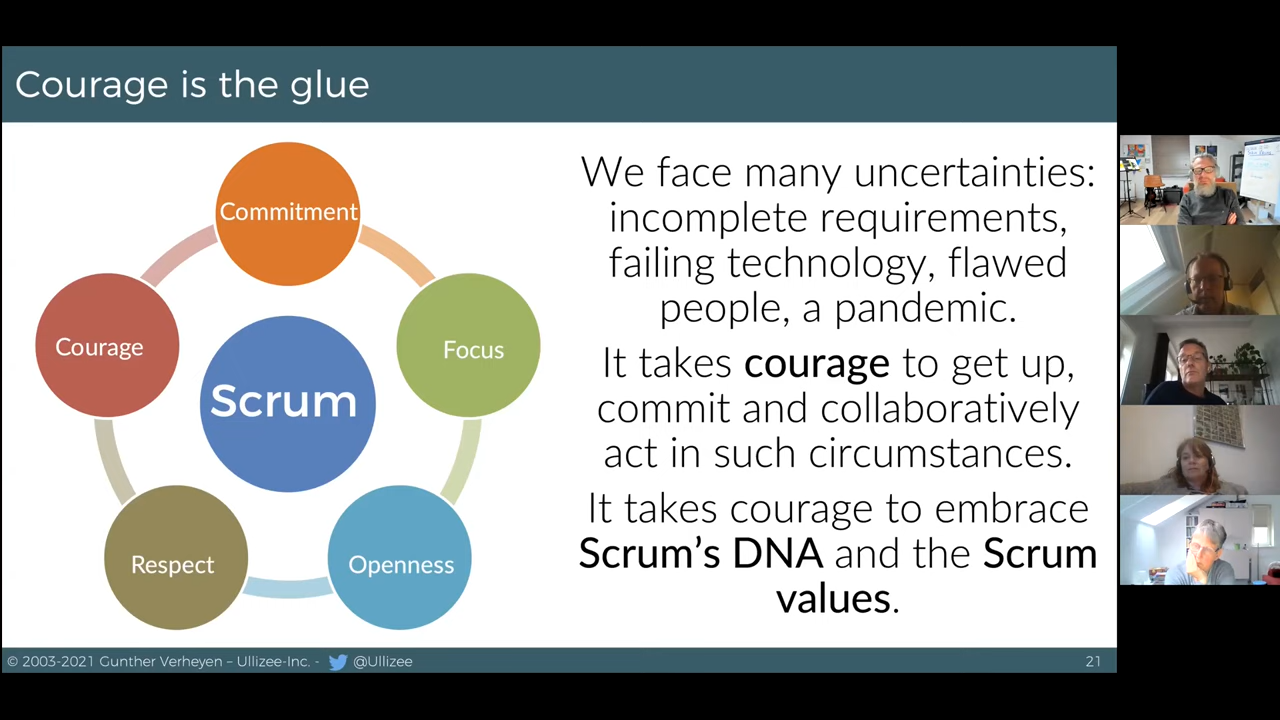 Courage is the glue
Commitment
Courage
Focus
Scrum
Respect
Openness
We face many uncertainties:
incomplete requirements,
failing technology, flawed
people, a pandemic.
It takes courage to get up,
commit and collaboratively
act in such circumstances.
It takes courage to embrace
Scrum’s DNA and the Scrum
values.
© 2003-2021 Gunther Verheyen – Ullizee-Inc. - @Ullizee
21